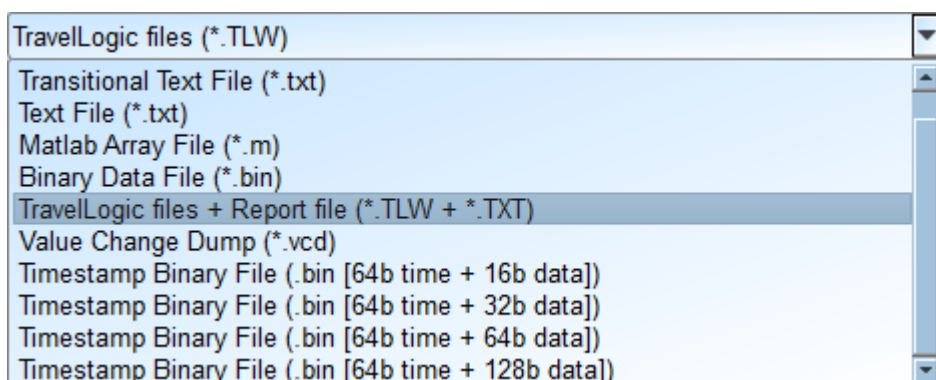 TravelLogic files (*.TLW)
Transitional Text File (*.txt)
Text File (*.txt)
Matlab Array File (*.m)
Binary Data File (*.bin)
TravelLogic files + Report file (*.TLW + *.TXT)
Value Change Dump (*.vcd)
Timestamp Binary File (.bin [64b time + 16b data])
Timestamp Binary File (.bin [64b time + 32b data])
Timestamp Binary File (.bin [64b time + 64b data])
Timestamp Binary File (.bin [64b time + 128b data])